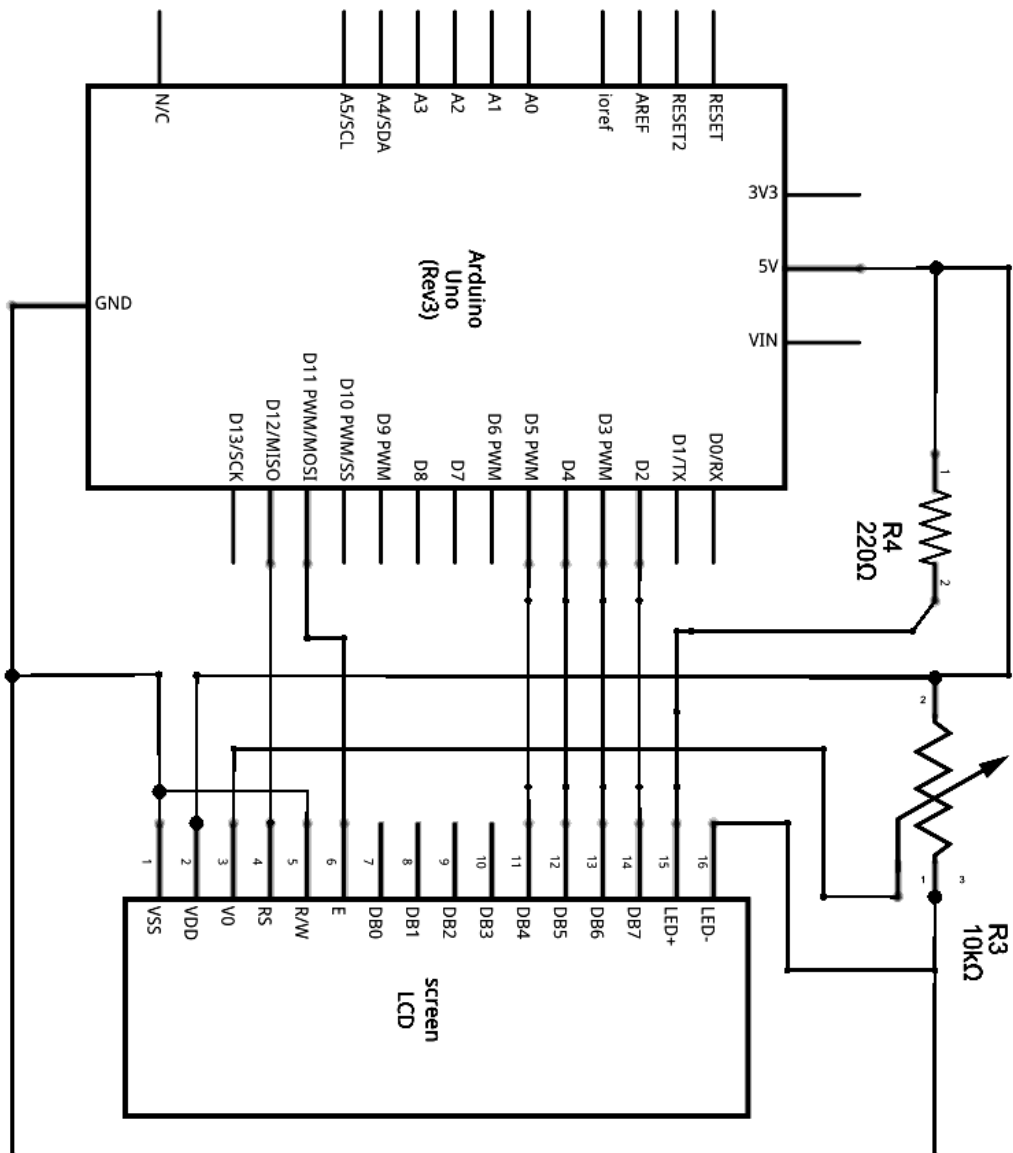 N/C
A5/SCL
A4/SDA
A3
A2
A1
A0
ioref
AREF
RESET2
RESET
3V3
5V
VIN
GND
Arduino
Uno
(Rev3)
D13/SCK
D12/MISO
D11 PWM/MOSI
D10 PWM/SS
D9 PWM
D8
D7
D6 PWM
D5 PWM
D4
D3 PWM
D2
D1/TX
D0/RX
1
R4
220Ω
2
2
1
3
R3
10kΩ
1
2
3
4
5
6
7
8
9
10
11
12
13
14
15
16
VSS
VDD
V0
RS
R/W
E
DB0
DB1
DB2
DB3
DB4
DB5
DB6
DB7
LED+
LED-
screen
LCD